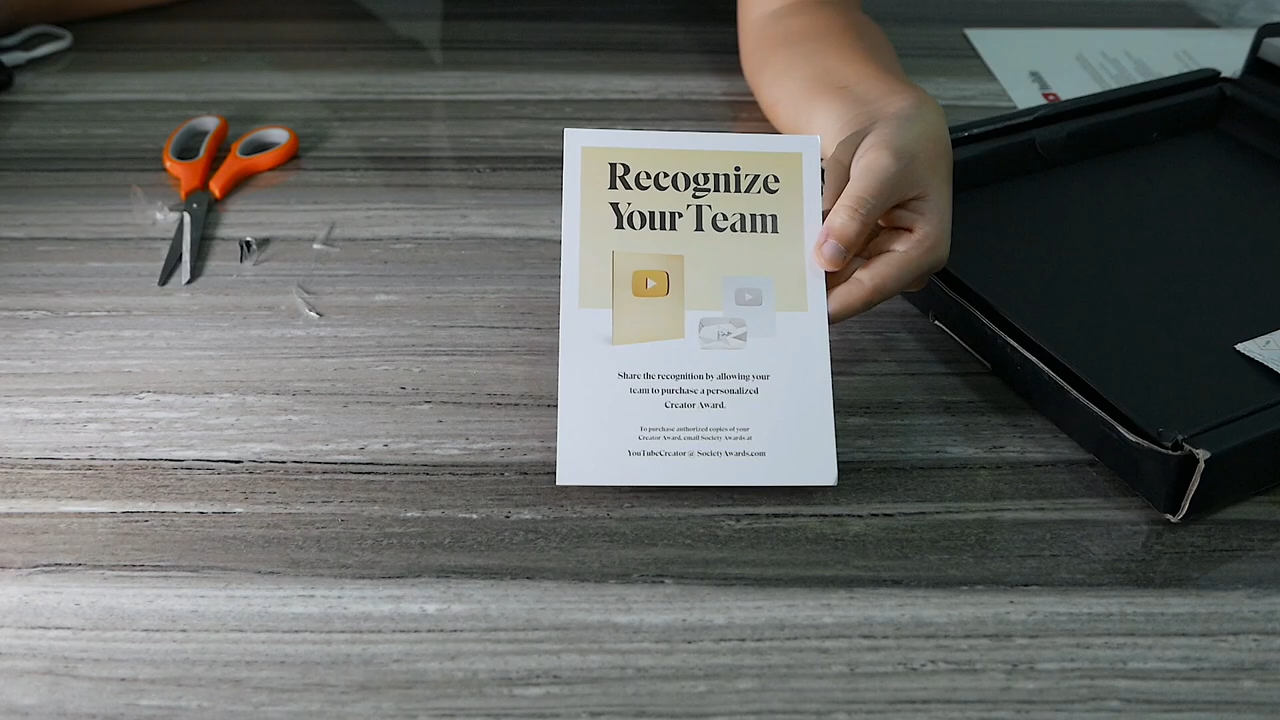 Recognize
Your Team
Share the recognition by allowing your
team to purchase a personalized
Creator Award.
To purchase authorized copies of your
Creator Award, email Society Awards at
YouTubeCreator @ SocietyAwards.com